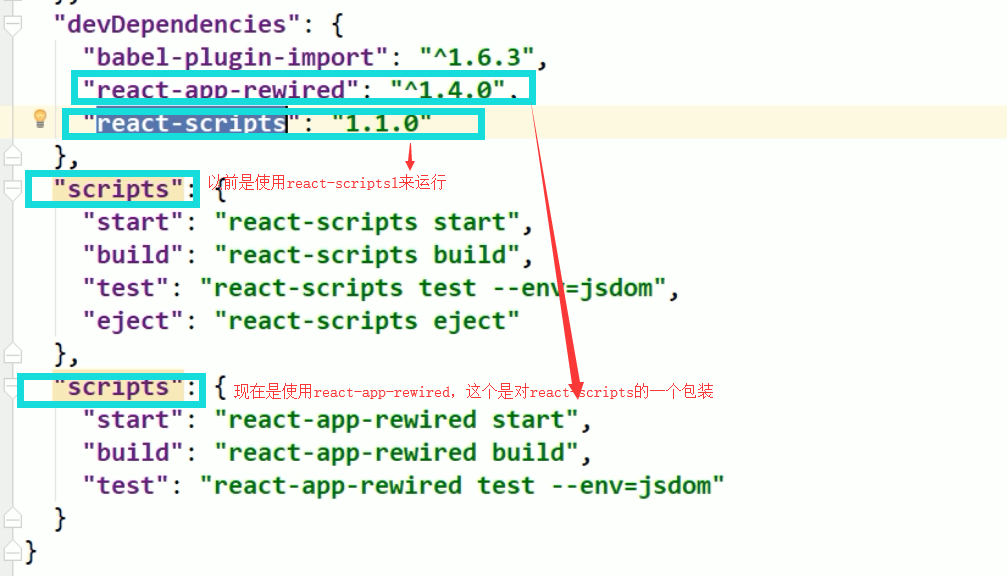 "devDependencies": {
"babel-plugin-import": "^1.6.3",
"react-app-rewired": "^1.4.0",
"react-scripts": "1.1.0"
},
以前是使用react-scripts1来运行
"scripts": {
"start": "react-scripts start",
"build": "react-scripts build",
"test": "react-scripts test --env=jsdom",
"eject": "react-scripts eject"
},
"scripts": { 现在是使用react-app-rewired，这个是对react-scripts的一个包装
"start": "react-app-rewired start",
"build": "react-app-rewired build",
"test": "react-app-rewired test --env=jsdom"
}
}